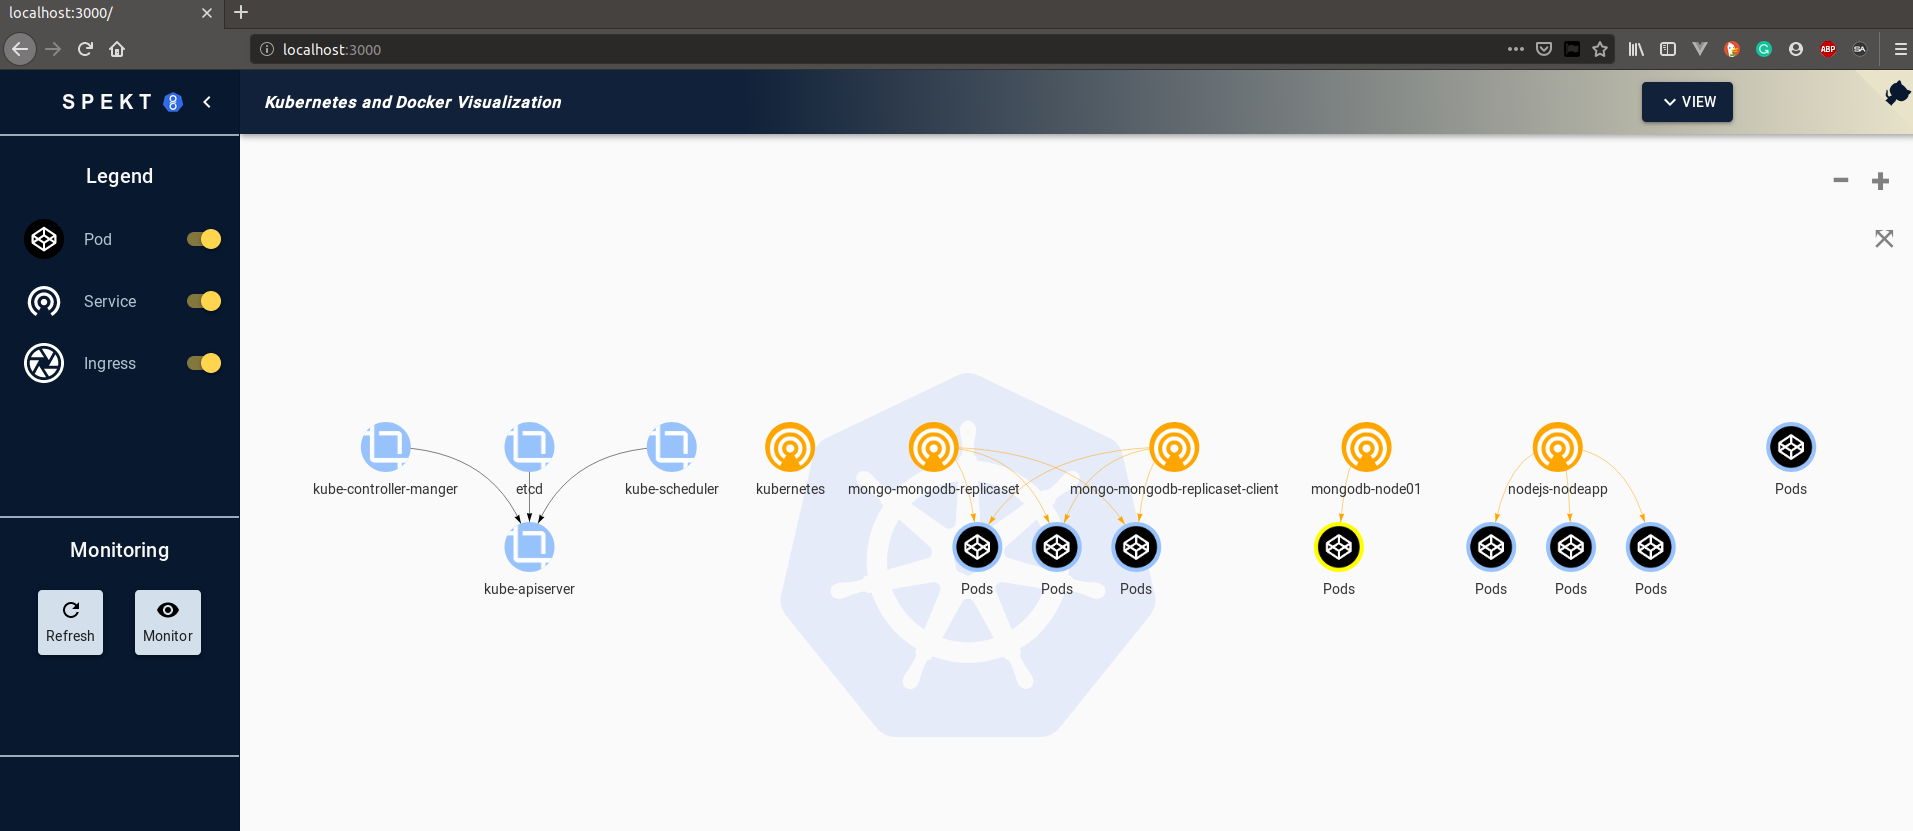 localhost:3000/
localhost:3000
ABP
SA
SPEKT 8
Kubernetes and Docker Visualization
VIEW
Legend
Pod
Service
Ingress
Monitoring
Refresh
Monitor
kube-controller-manger
etcd
kube-scheduler
kubernetes
mongo-mongodb-replicaset
mongo-mongodb-replicaset-client
mongodb-node01
nodejs-nodeapp
Pods
kube-apiserver
Pods
Pods
Pods
Pods
Pods
Pods
Pods